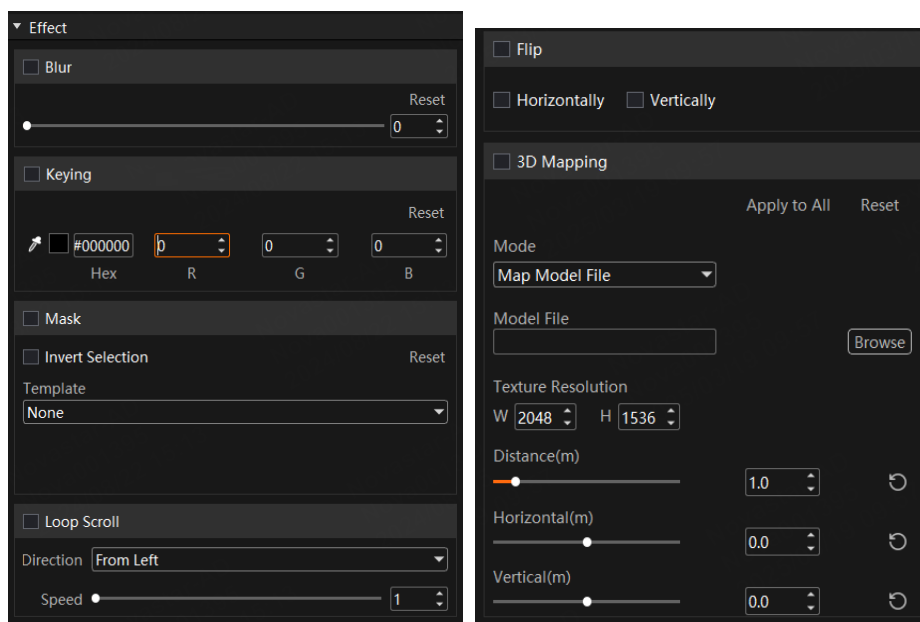 Effect
Blur
Reset
0
Keying
Reset
#000000 0 0 0
Hex R G B
Mask
Invert Selection Reset
Template
None
Loop Scroll
Direction From Left
Speed 1
Flip
Horizontally Vertically
3D Mapping
Apply to All Reset
Mode
Map Model File
Model File
Browse
Texture Resolution
W 2048 H 1536
Distance(m)
1.0
Horizontal(m)
0.0
Vertical(m)
0.0